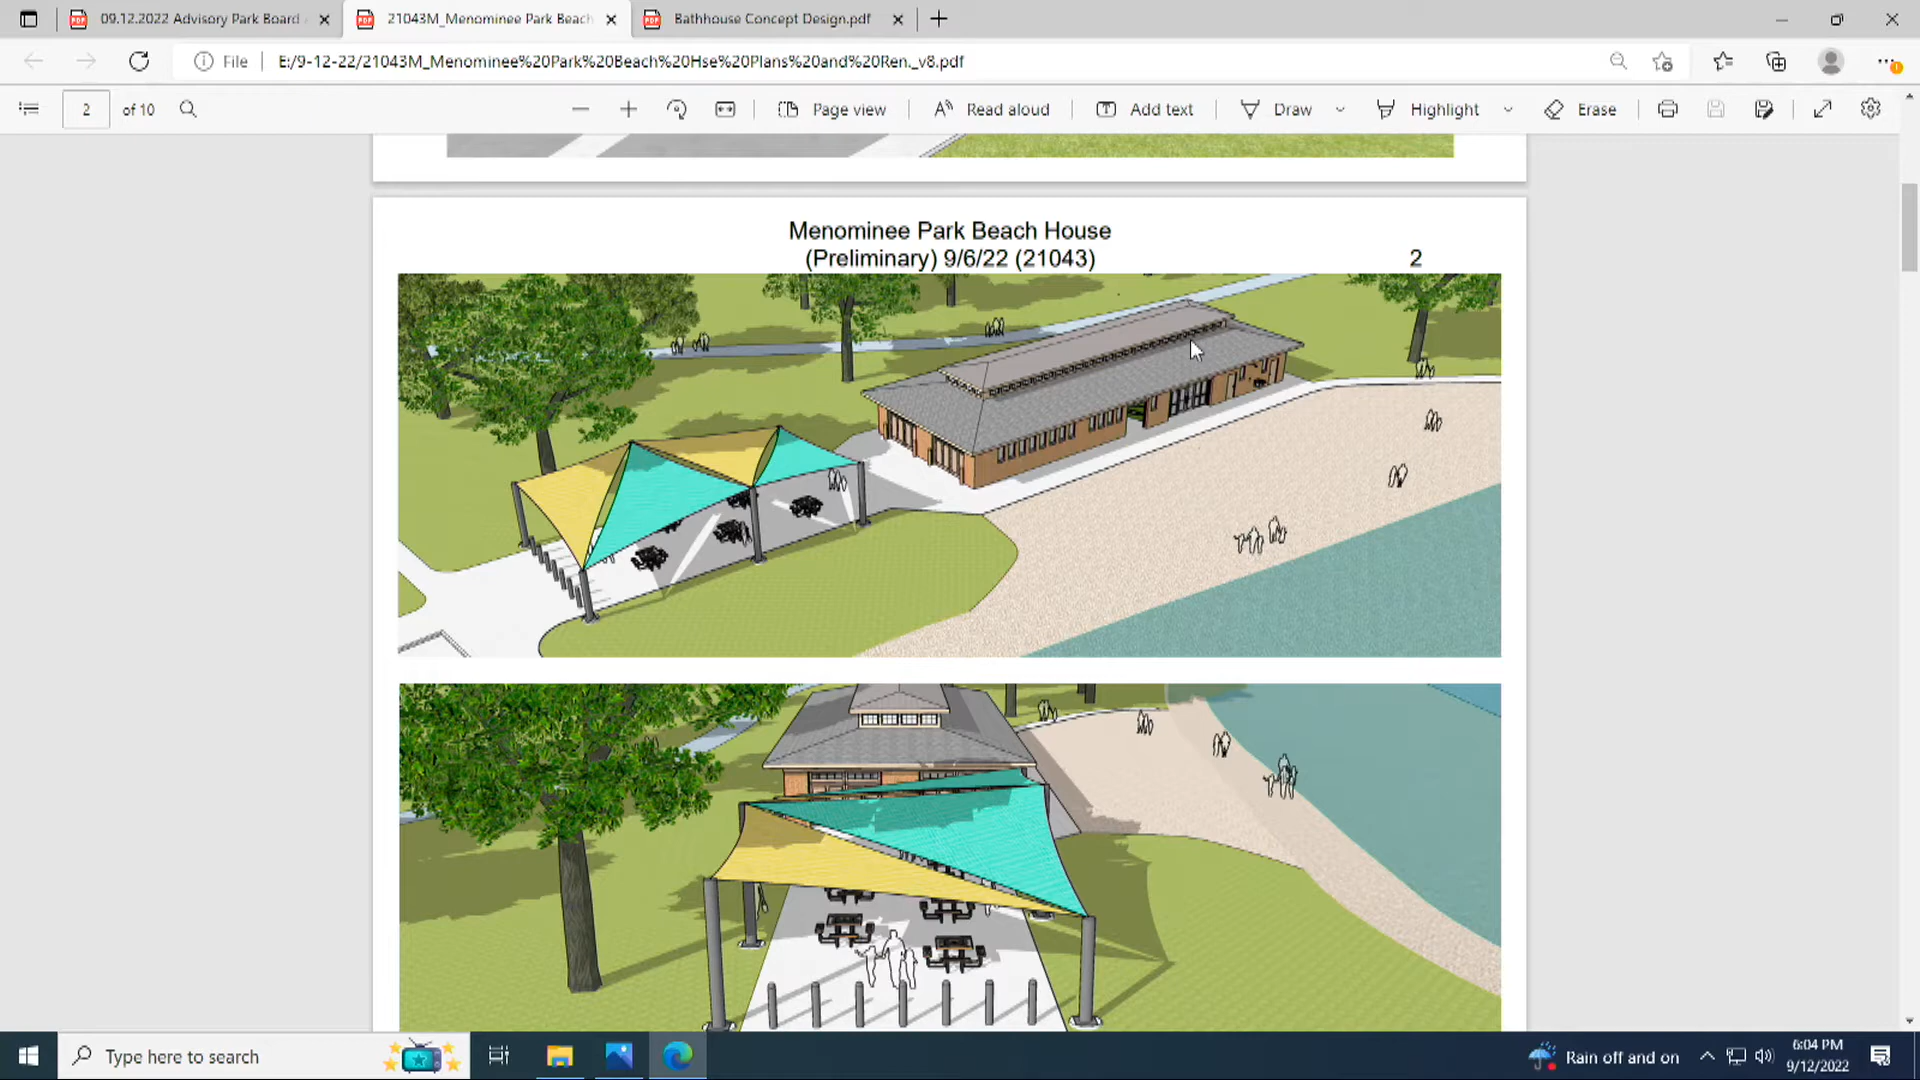 09.12.2022 Advisory Park Board
21043M_Menominee Park Beach
Bathhouse Concept Design.pdf
File
E:/9-12-22/21043M_Menominee%20Park%20Beach%20Hse%20Plans%20and%20Ren._v8.pdf
2 of 10
Page view
Read aloud
Add text
Draw
Highlight
Erase
Menominee Park Beach House
(Preliminary) 9/6/22 (21043)
2
Type here to search
Rain off and on
6:04 PM
9/12/2022